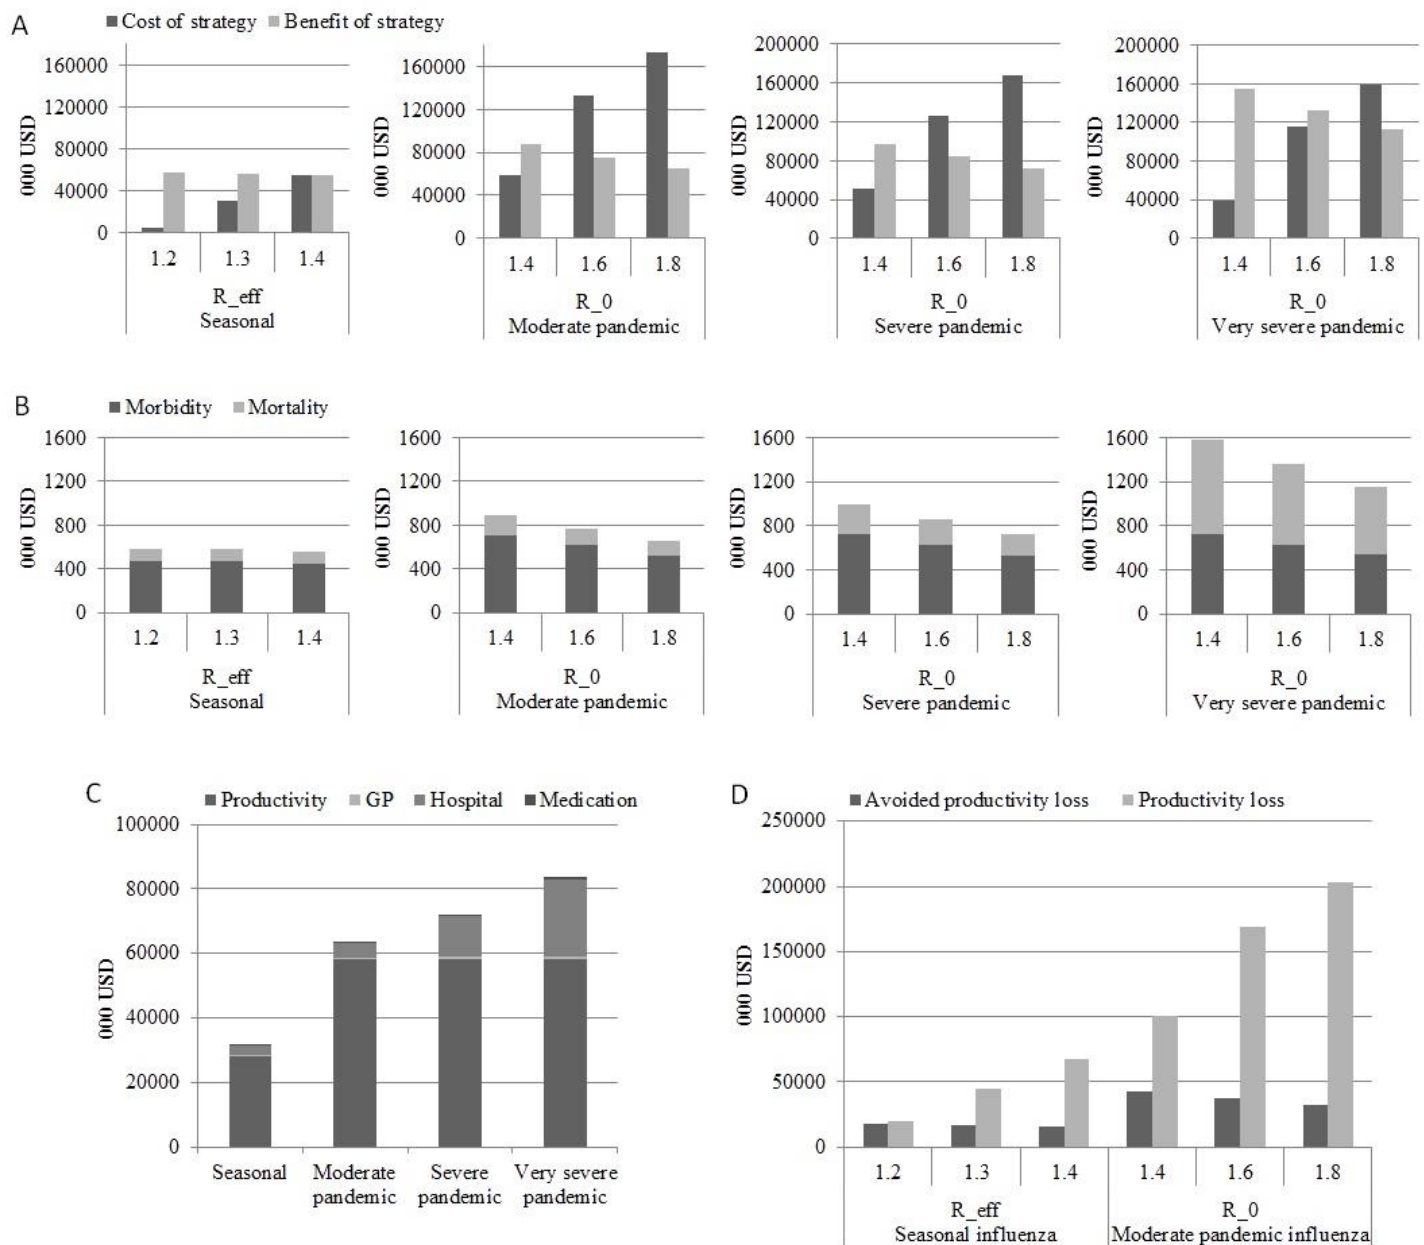 A
Cost of strategy Benefit of strategy
000 USD
160000
120000
80000
40000
0
1.2 1.3 1.4
R_eff
Seasonal
000 USD
160000
120000
80000
40000
0
1.4 1.6 1.8
R_0
Moderate pandemic
000 USD
200000
160000
120000
80000
40000
0
1.4 1.6 1.8
R_0
Severe pandemic
000 USD
200000
160000
120000
80000
40000
0
1.4 1.6 1.8
R_0
Very severe pandemic
B
Morbidity Mortality
000 USD
1600
1200
800
400
0
1.2 1.3 1.4
R_eff
Seasonal
000 USD
1600
1200
800
400
0
1.4 1.6 1.8
R_0
Moderate pandemic
000 USD
1600
1200
800
400
0
1.4 1.6 1.8
R_0
Severe pandemic
000 USD
1600
1200
800
400
0
1.4 1.6 1.8
R_0
Very severe pandemic
C
Productivity GP Hospital Medication
000 USD
100000
80000
60000
40000
20000
0
Seasonal Moderate Severe Very severe
pandemic pandemic pandemic
D
Avoided productivity loss Productivity loss
000 USD
250000
200000
150000
100000
50000
0
1.2 1.3 1.4 1.4 1.6 1.8
R_eff R_0
Seasonal influenza Moderate pandemic influenza